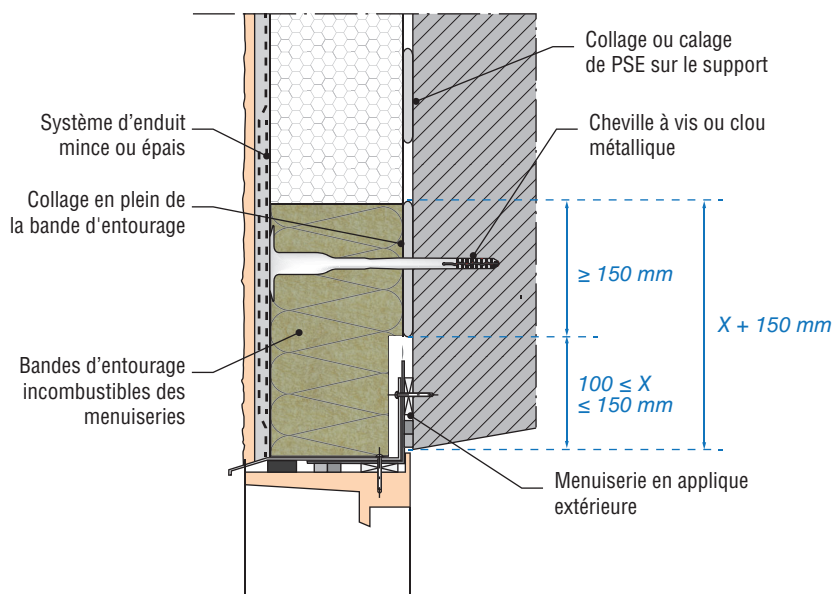 Collage ou calage
de PSE sur le support
Système d’enduit
mince ou épais
Cheville à vis ou clou
métallique
Collage en plein de
la bande d'entourage
≥ 150 mm
X + 150 mm
Bandes d’entourage
incombustibles des
menuiseries
100 ≤ X
≤ 150 mm
Menuiserie en applique
extérieure